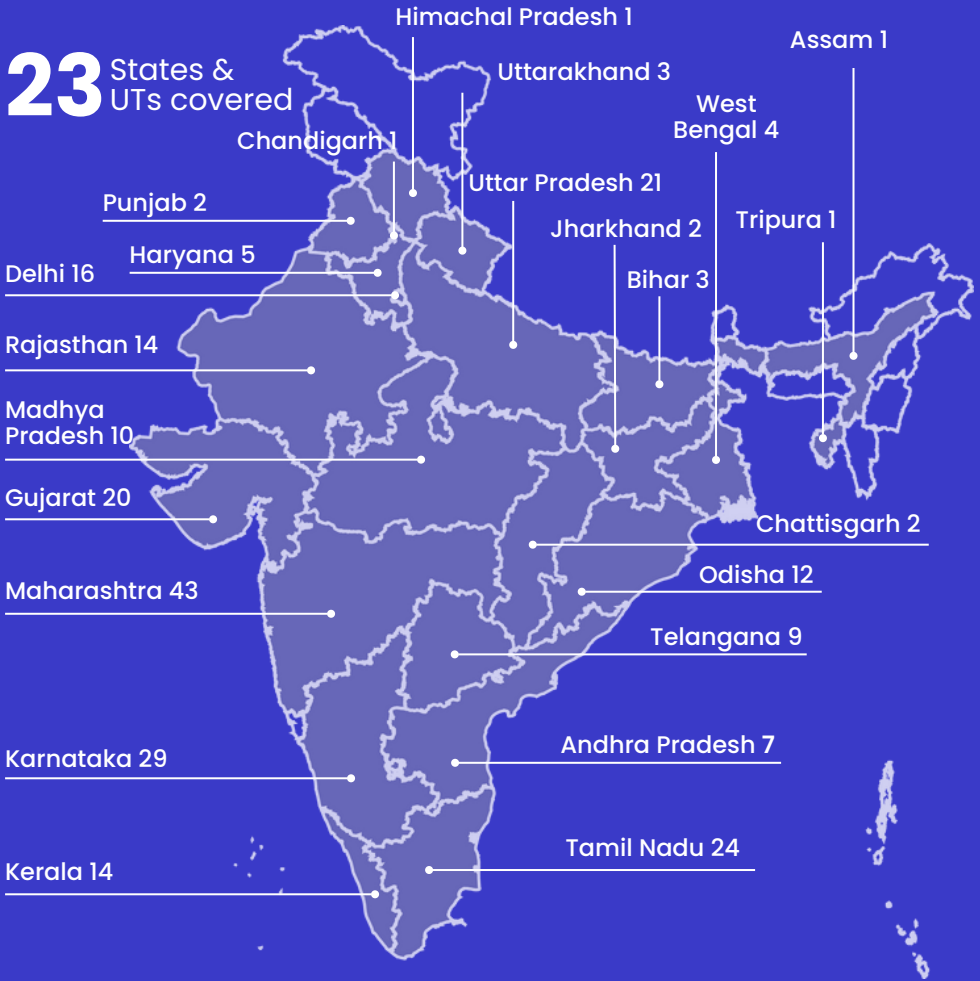 Himachal Pradesh 1
Assam 1
23 States &
UTs covered
Uttarakhand 3
West
Bengal 4
Chandigarh 1
Uttar Pradesh 21
Punjab 2
Jharkhand 2
Tripura 1
Haryana 5
Delhi 16
Bihar 3
Rajasthan 14
Madhya
Pradesh 10
Gujarat 20
Chattisgarh 2
Odisha 12
Maharashtra 43
Telangana 9
Andhra Pradesh 7
Karnataka 29
Tamil Nadu 24
Kerala 14